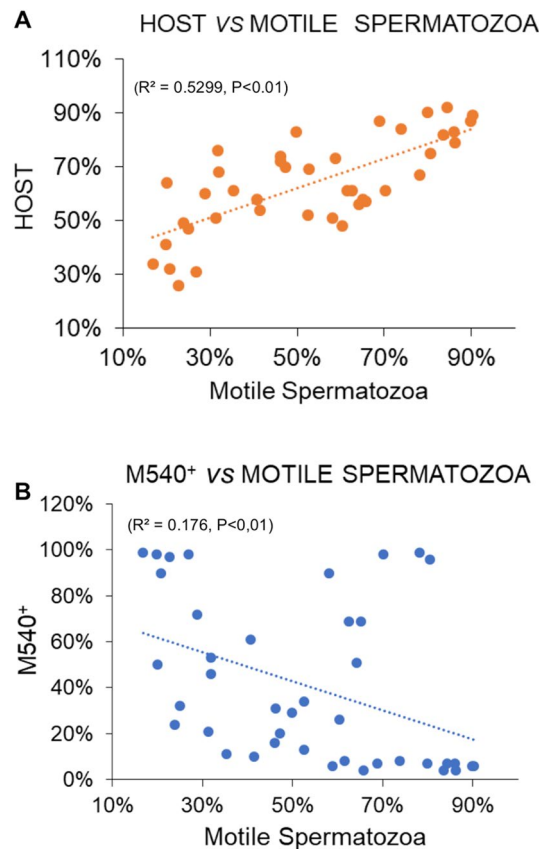 A
HOST VS MOTILE SPERMATOZOA
110%
(R² = 0.5299, P<0.01)
90%
70%
50%
30%
10%
HOST
10% 30% 50% 70% 90%
Motile Spermatozoa
M540⁺ vs MOTILE SPERMATOZOA
B
120%
(R² = 0.176, P<0,01)
100%
80%
60%
40%
20%
0%
M540⁺
10% 30% 50% 70% 90%
Motile Spermatozoa